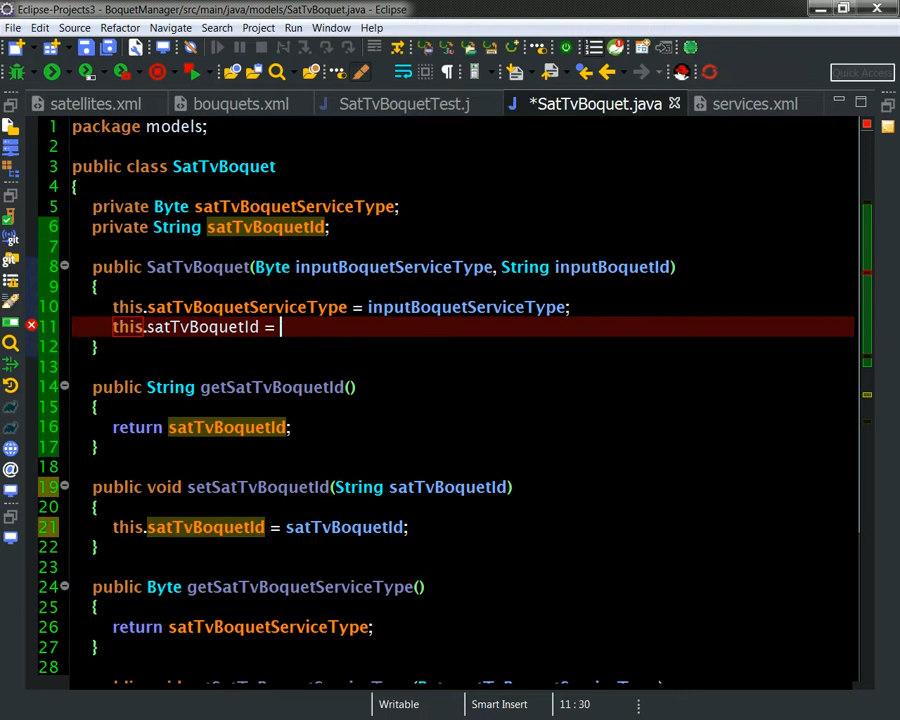 Eclipse-Projects3 - BoquetManager/src/main/java/models/SatTvBoquet.java - Eclipse
File Edit Source Refactor Navigate Search Project Run Window Help
Quick Access
satellites.xml bouquets.xml SatTvBoquetTest.j *SatTvBoquet.java services.xml
1 package models;
2
3 public class SatTvBoquet
4 {
5 private Byte satTvBoquetServiceType;
6 private String satTvBoquetId;
7
8 public SatTvBoquet(Byte inputBoquetServiceType, String inputBoquetId)
9 {
10 this.satTvBoquetServiceType = inputBoquetServiceType;
11 this.satTvBoquetId =
12 }
13
14 public String getSatTvBoquetId()
15 {
16 return satTvBoquetId;
17 }
18
19 public void setSatTvBoquetId(String satTvBoquetId)
20 {
21 this.satTvBoquetId = satTvBoquetId;
22 }
23
24 public Byte getSatTvBoquetServiceType()
25 {
26 return satTvBoquetServiceType;
27 }
28
Writable Smart Insert 11 : 30